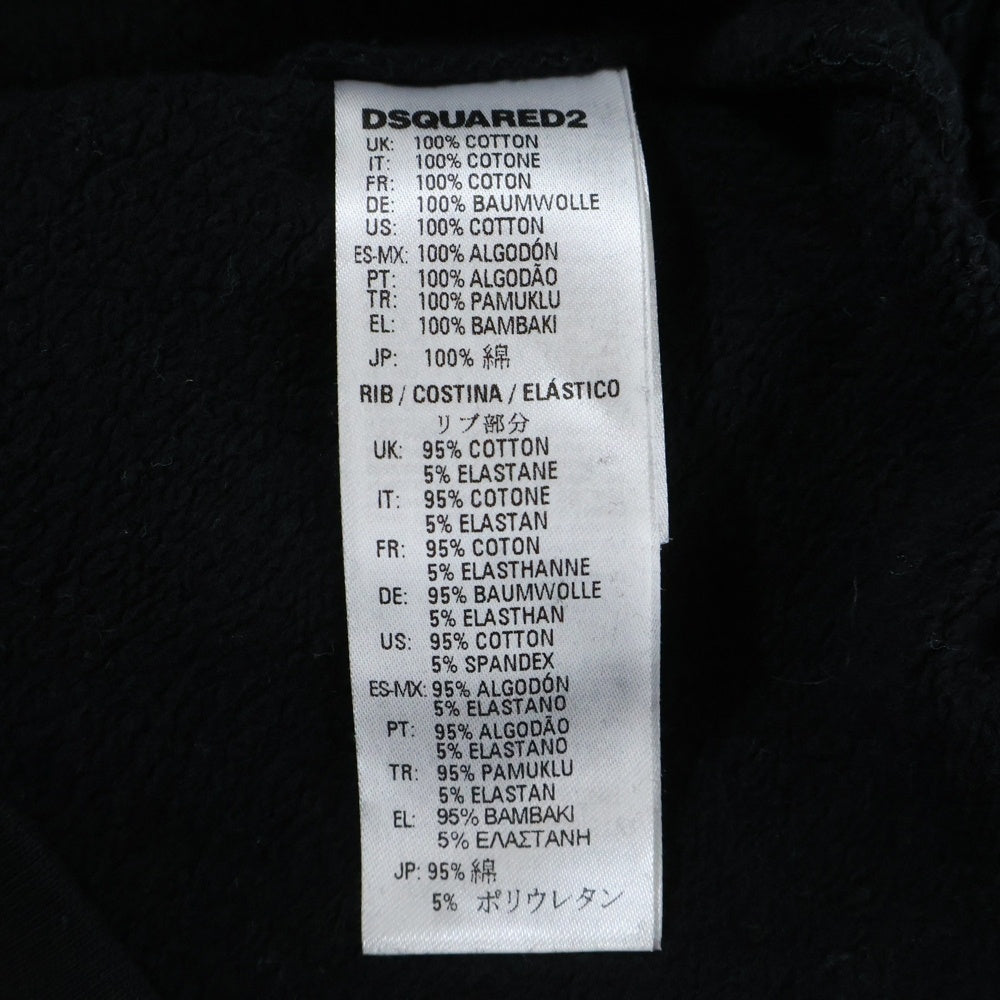 DSQUARED2
UK: 100% COTTON
IT: 100% COTONE
FR: 100% COTON
DE: 100% BAUMWOLLE
US: 100% COTTON
ES-MX: 100% ALGODÓN
PT: 100% ALGODÃO
TR: 100% PAMUKLU
EL: 100% BAMBAKI
JP: 100% 綿
RIB / COSTINA / ELÁSTICO
リブ部分
UK: 95% COTTON
5% ELASTANE
IT: 95% COTONE
5% ELASTAN
FR: 95% COTON
5% ELASTHANNE
DE: 95% BAUMWOLLE
5% ELASTHAN
US: 95% COTTON
5% SPANDEX
ES-MX: 95% ALGODÓN
5% ELASTANO
PT: 95% ALGODÃO
5% ELASTANO
TR: 95% PAMUKLU
5% ELASTAN
EL: 95% BAMBAKI
5% ΕΛΑΣΤΑΝΗ
JP: 95% 綿
5% ポリウレタン